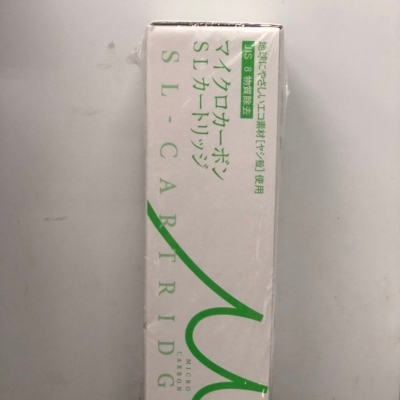 地球にやさしいエコ素材[ヤシ殻]使用
JIS 8 物質除去
マイクロカーボン
SLカートリッジ
SL-CARTRIDG
MICRO
CARBON